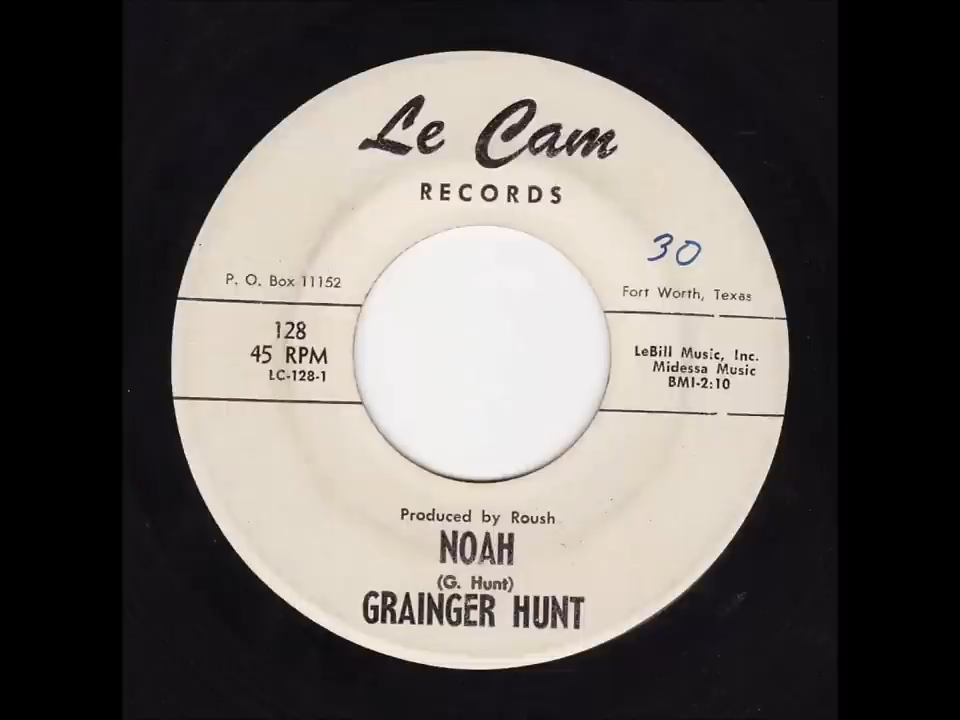 Le Cam
RECORDS
30
P. O. Box 11152
Fort Worth, Texas
128
45 RPM
LC-128-1
LeBill Music, Inc.
Midessa Music
BMI-2:10
Produced by Roush
NOAH
(G. Hunt)
GRAINGER HUNT